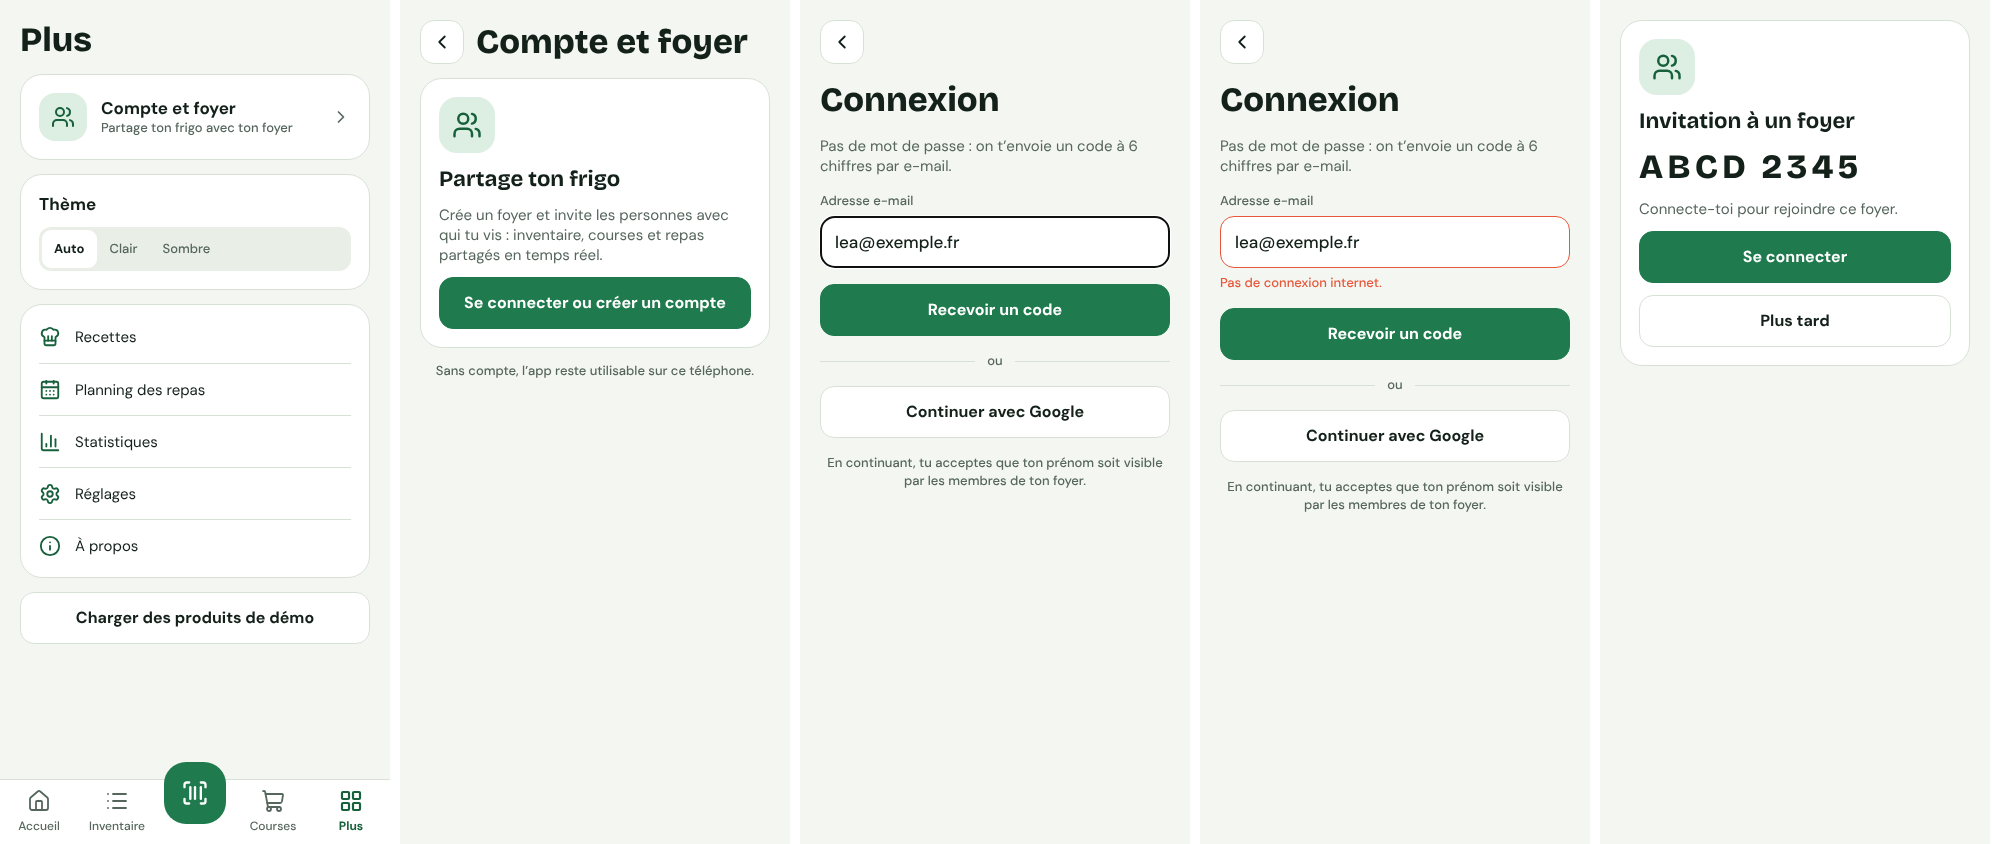 Plus
Compte et foyer
Partage ton frigo avec ton foyer
Thème
Auto Clair Sombre
Recettes
Planning des repas
Statistiques
Réglages
À propos
Charger des produits de démo
Accueil Inventaire Courses Plus
Compte et foyer
Partage ton frigo
Crée un foyer et invite les personnes avec
qui tu vis : inventaire, courses et repas
partagés en temps réel.
Se connecter ou créer un compte
Sans compte, l’app reste utilisable sur ce téléphone.
Connexion
Pas de mot de passe : on t’envoie un code à 6
chiffres par e-mail.
Adresse e-mail
lea@exemple.fr
Recevoir un code
ou
Continuer avec Google
En continuant, tu acceptes que ton prénom soit visible
par les membres de ton foyer.
Connexion
Pas de mot de passe : on t’envoie un code à 6
chiffres par e-mail.
Adresse e-mail
lea@exemple.fr
Pas de connexion internet.
Recevoir un code
ou
Continuer avec Google
En continuant, tu acceptes que ton prénom soit visible
par les membres de ton foyer.
Invitation à un foyer
ABCD 2345
Connecte-toi pour rejoindre ce foyer.
Se connecter
Plus tard